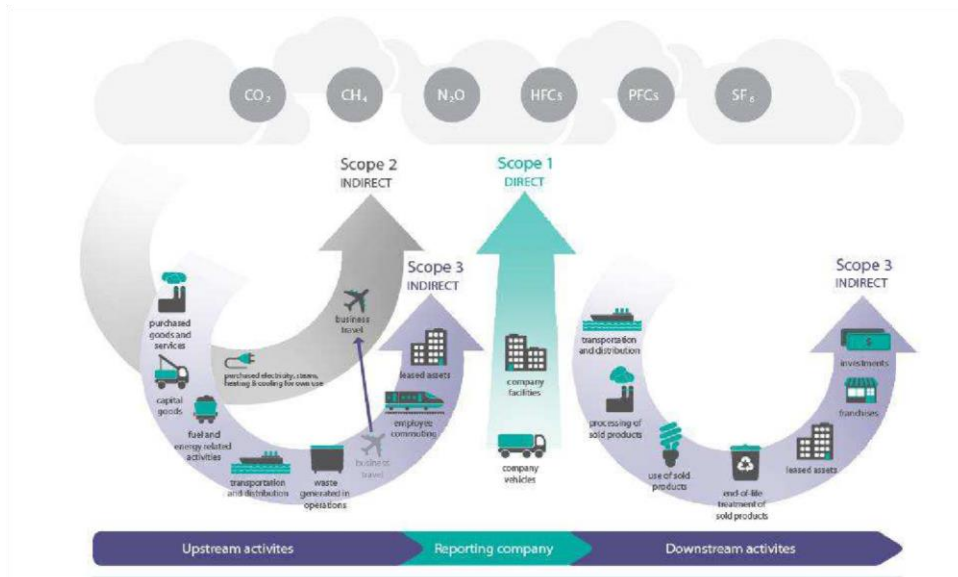 CO2
CH4
N2O
HFCs
PFCs
SF6
Scope 2
INDIRECT
Scope 1
DIRECT
Scope 3
INDIRECT
Scope 3
INDIRECT
purchased
goods and
services
capital
goods
fuel and
energy related
activities
transportation
and distribution
waste
generated in
operations
business
travel
employee
commuting
leased assets
purchased electricity, steam,
heating & cooling for own use
business
travel
company
facilities
company
vehicles
transportation
and distribution
processing of
sold products
use of sold
products
end-of-life
treatment of
sold products
leased assets
franchises
investments
$
Upstream activites
Reporting company
Downstream activites